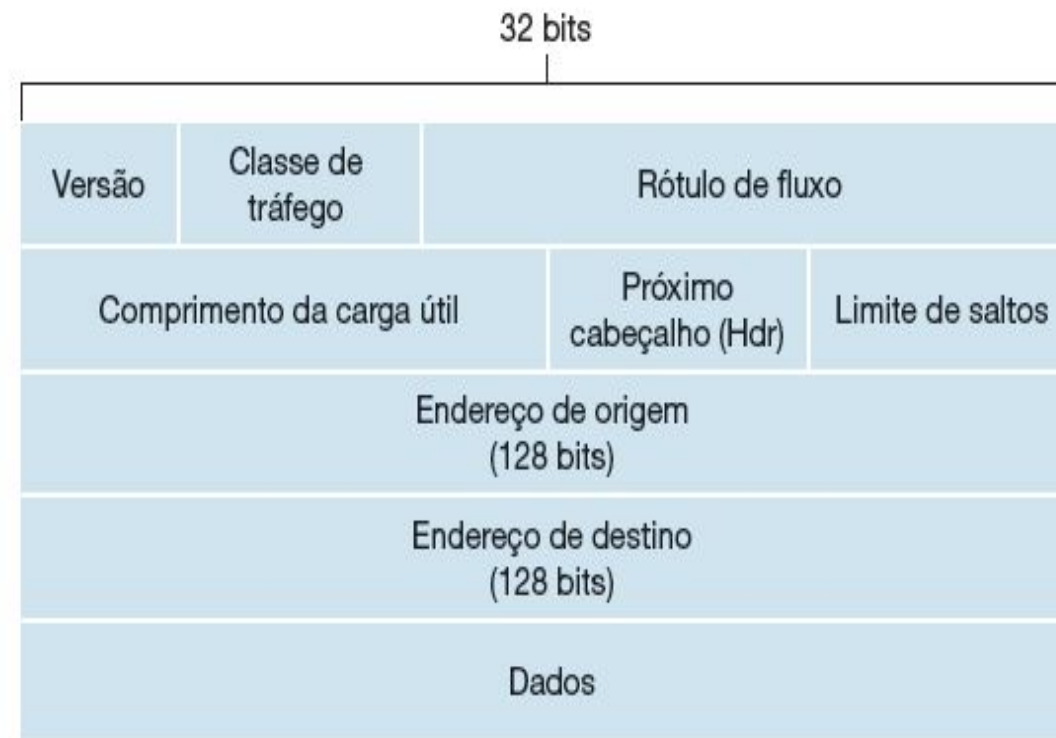 32 bits
Versão
Classe de
tráfego
Rótulo de fluxo
Comprimento da carga útil
Próximo
cabeçalho (Hdr)
Limite de saltos
Endereço de origem
(128 bits)
Endereço de destino
(128 bits)
Dados